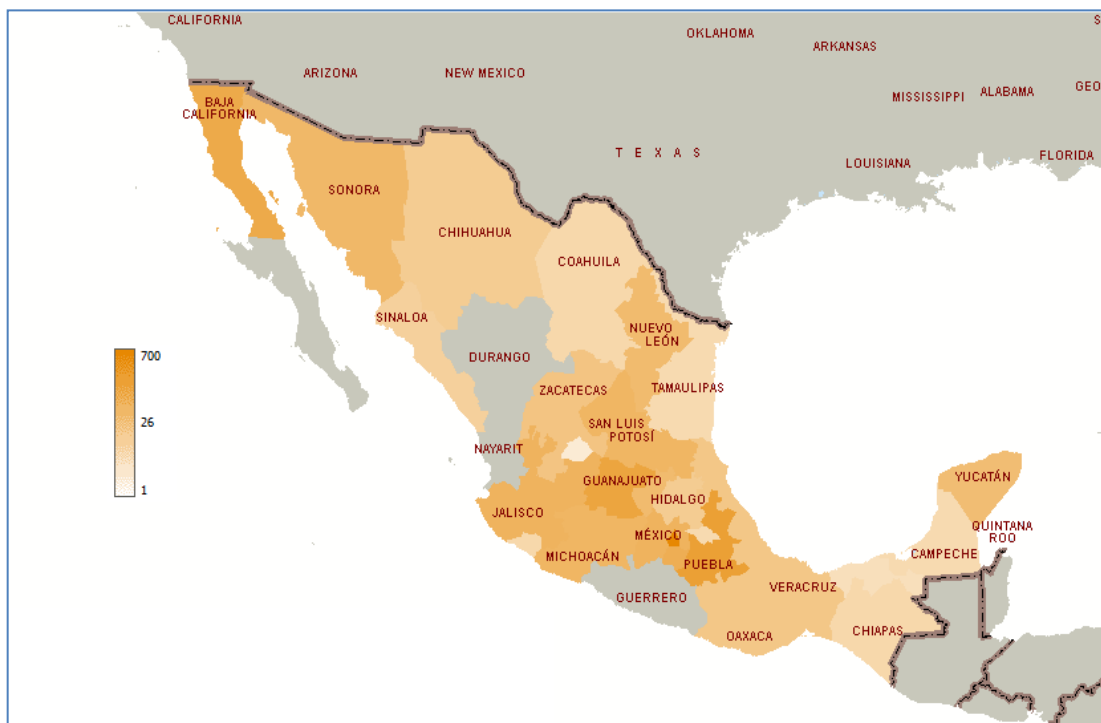 CALIFORNIA
S
OKLAHOMA
ARKANSAS
ARIZONA
NEW MEXICO
MISSISSIPPI
ALABAMA
GEO
BAJA
CALIFORNIA
T E X A S
LOUISIANA
FLORIDA
SONORA
CHIHUAHUA
COAHUILA
SINALOA
NUEVO
LEÓN
700
DURANGO
ZACATECAS
TAMAULIPAS
26
SAN LUIS
POTOSÍ
NAYARIT
1
GUANAJUATO
HIDALGO
YUCATÁN
JALISCO
QUINTANA
ROO
MÉXICO
MICHOACÁN
PUEBLA
CAMPECHE
VERACRUZ
GUERRERO
OAXACA
CHIAPAS